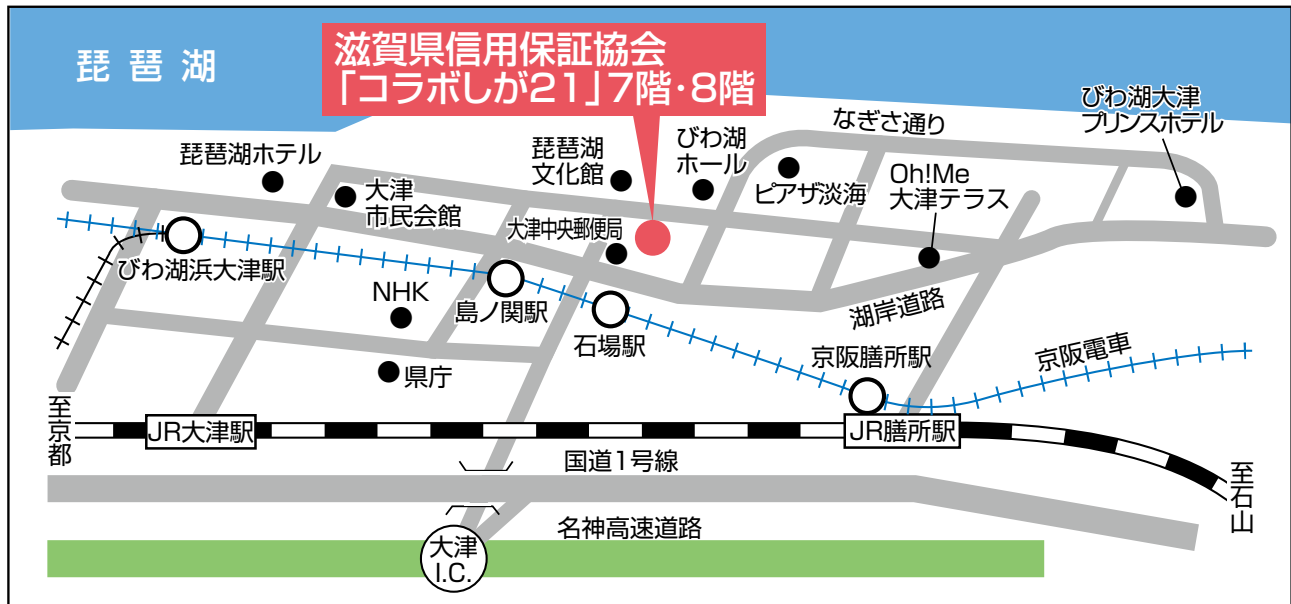 琵琶湖
滋賀県信用保証協会
「コラボしが21」7階・8階
びわ湖大津
プリンスホテル
なぎさ通り
琵琶湖ホテル
琵琶湖
文化館
びわ湖
ホール
大津
市民会館
ピアザ淡海
Oh!Me
大津テラス
大津中央郵便局
びわ湖浜大津駅
NHK
島ノ関駅
湖岸道路
石場駅
京阪膳所駅
京阪電車
県庁
至京都
JR大津駅
JR膳所駅
国道1号線
至石山
名神高速道路
大津
I.C.